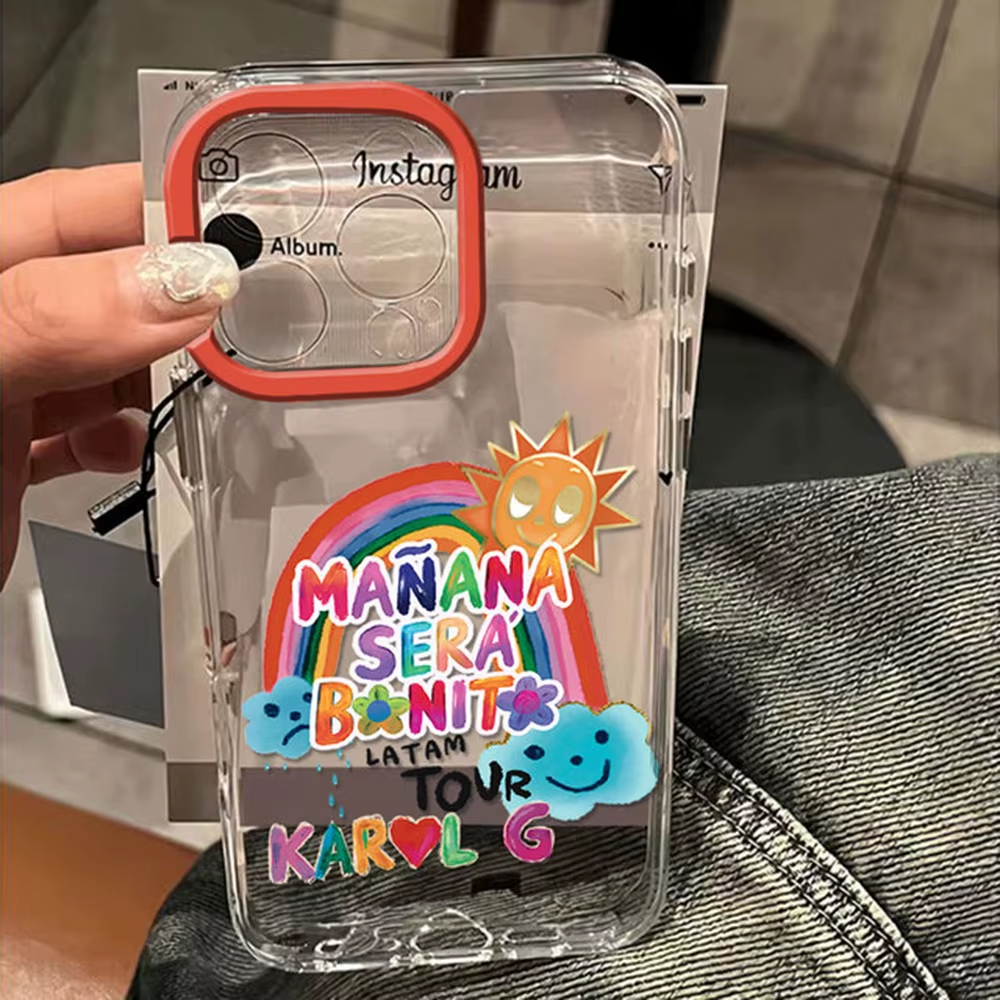 Instagram
Album.
MAÑANA
SERÁ
BONITO
LATAM
TOUR
KAROL G